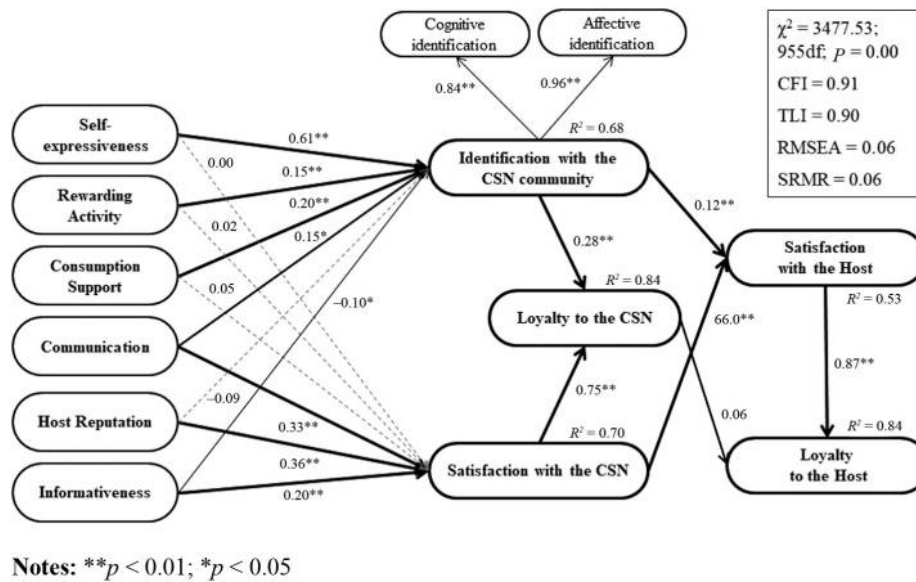 Cognitive
identification
Affective
identification
χ² = 3477.53;
955df; P = 0.00
CFI = 0.91
TLI = 0.90
RMSEA = 0.06
SRMR = 0.06
0.84**
0.96**
Self-
expressiveness
0.61**
R² = 0.68
Identification with the
CSN community
0.00
Rewarding
Activity
0.15**
0.20**
0.02
0.15*
0.12**
Consumption
Support
0.28**
Satisfaction
with the Host
0.05
–0.10*
R² = 0.84
R² = 0.53
Communication
Loyalty to the CSN
66.0**
–0.09
0.75**
0.87**
Host Reputation
0.33**
0.06
R² = 0.70
R² = 0.84
0.36**
Informativeness
0.20**
Satisfaction with the CSN
Loyalty
to the Host
Notes: **p < 0.01; *p < 0.05